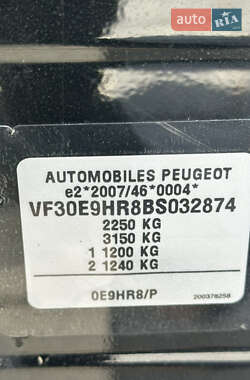 AUTO.RIA
AUTOMOBILES PEUGEOT
e2*2007/46*0004*
VF30E9HR8BS032874
2250 KG
3150 KG
1 1200 KG
2 1240 KG
0E9HR8/P
200378258